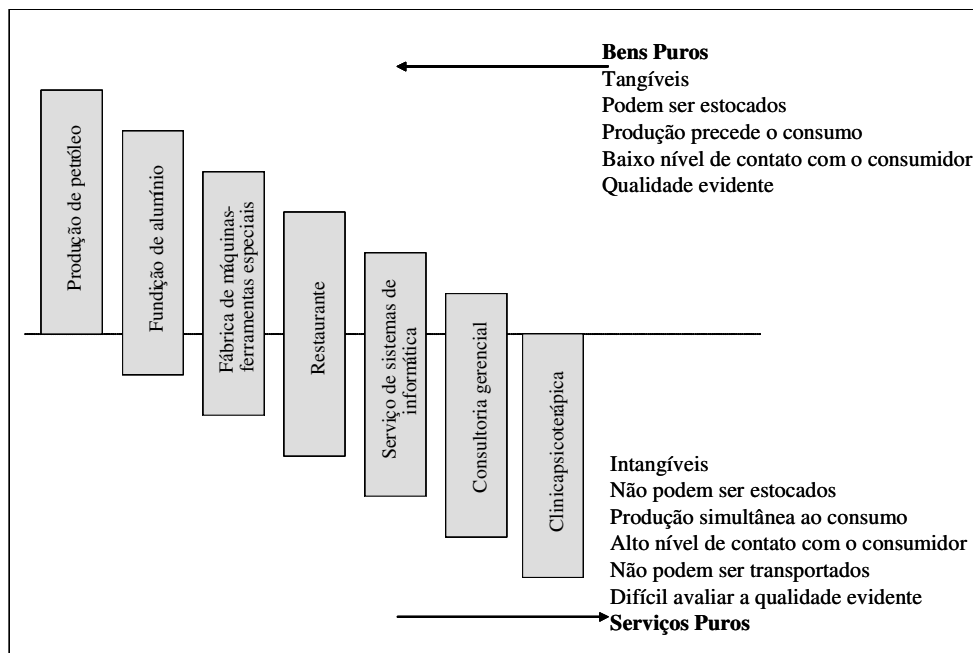 Bens Puros
Tangíveis
Podem ser estocados
Produção precede o consumo
Baixo nível de contato com o consumidor
Qualidade evidente
Produção de petróleo
Fundição de alumínio
Fábrica de máquinas-
ferramentas especiais
Restaurante
Serviço de sistemas de
informática
Consultoria gerencial
Clinicapsicoterápica
Intangíveis
Não podem ser estocados
Produção simultânea ao consumo
Alto nível de contato com o consumidor
Não podem ser transportados
Difícil avaliar a qualidade evidente
Serviços Puros